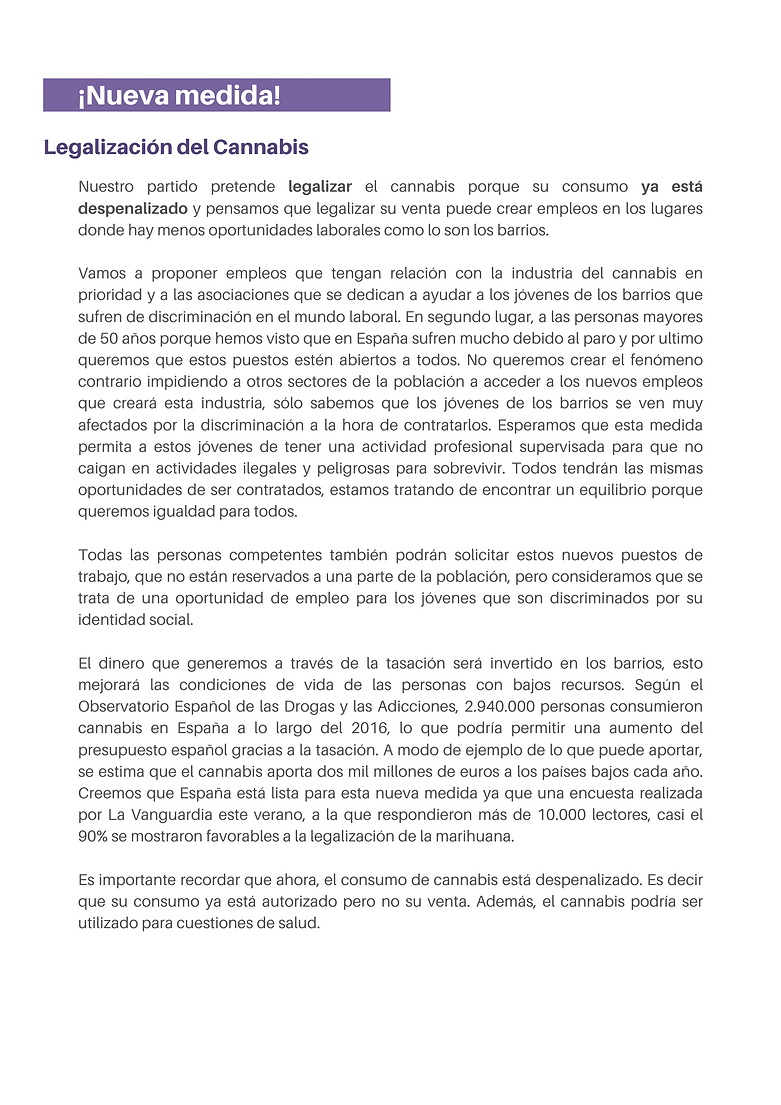 ¡Nueva medida!
Legalización del Cannabis
Nuestro partido pretende legalizar el cannabis porque su consumo ya está
despenalizado y pensamos que legalizar su venta puede crear empleos en los lugares
donde hay menos oportunidades laborales como lo son los barrios.
Vamos a proponer empleos que tengan relación con la industria del cannabis en
prioridad y a las asociaciones que se dedican a ayudar a los jóvenes de los barrios que
sufren de discriminación en el mundo laboral. En segundo lugar, a las personas mayores
de 50 años porque hemos visto que en España sufren mucho debido al paro y por ultimo
queremos que estos puestos estén abiertos a todos. No queremos crear el fenómeno
contrario impidiendo a otros sectores de la población a acceder a los nuevos empleos
que creará esta industria, sólo sabemos que los jóvenes de los barrios se ven muy
afectados por la discriminación a la hora de contratarlos. Esperamos que esta medida
permita a estos jóvenes de tener una actividad profesional supervisada para que no
caigan en actividades ilegales y peligrosas para sobrevivir. Todos tendrán las mismas
oportunidades de ser contratados, estamos tratando de encontrar un equilibrio porque
queremos igualdad para todos.
Todas las personas competentes también podrán solicitar estos nuevos puestos de
trabajo, que no están reservados a una parte de la población, pero consideramos que se
trata de una oportunidad de empleo para los jóvenes que son discriminados por su
identidad social.
El dinero que generemos a través de la tasación será invertido en los barrios, esto
mejorará las condiciones de vida de las personas con bajos recursos. Según el
Observatorio Español de las Drogas y las Adicciones, 2.940.000 personas consumieron
cannabis en España a lo largo del 2016, lo que podría permitir una aumento del
presupuesto español gracias a la tasación. A modo de ejemplo de lo que puede aportar,
se estima que el cannabis aporta dos mil millones de euros a los países bajos cada año.
Creemos que España está lista para esta nueva medida ya que una encuesta realizada
por La Vanguardia este verano, a la que respondieron más de 10.000 lectores, casi el
90% se mostraron favorables a la legalización de la marihuana.
Es importante recordar que ahora, el consumo de cannabis está despenalizado. Es decir
que su consumo ya está autorizado pero no su venta. Además, el cannabis podría ser
utilizado para cuestiones de salud.